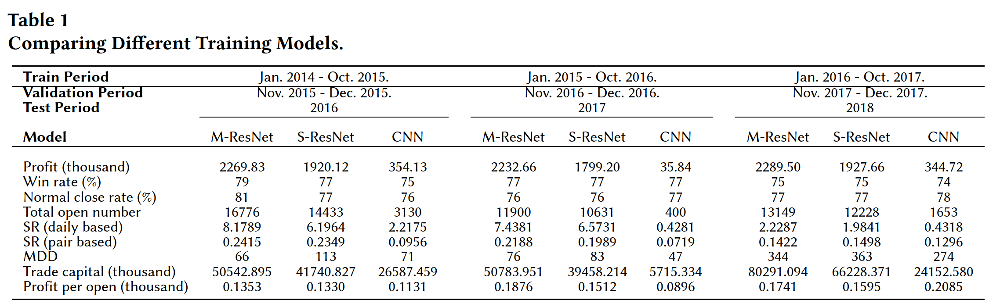 Table 1
Comparing Different Training Models.
Train Period Jan. 2014 - Oct. 2015. Jan. 2015 - Oct. 2016. Jan. 2016 - Oct. 2017.
Validation Period Nov. 2015 - Dec. 2015. Nov. 2016 - Dec. 2016. Nov. 2017 - Dec. 2017.
Test Period 2016 2017 2018
Model M-ResNet S-ResNet CNN M-ResNet S-ResNet CNN M-ResNet S-ResNet CNN
Profit (thousand) 2269.83 1920.12 354.13 2232.66 1799.20 35.84 2289.50 1927.66 344.72
Win rate (%) 79 77 75 77 77 77 75 75 74
Normal close rate (%) 81 77 76 76 76 77 77 77 78
Total open number 16776 14433 3130 11900 10631 400 13149 12228 1653
SR (daily based) 8.1789 6.1964 2.2175 7.4381 6.5731 0.4281 2.2287 1.9841 0.4318
SR (pair based) 0.2415 0.2349 0.0956 0.2188 0.1989 0.0719 0.1422 0.1498 0.1296
MDD 66 113 71 76 83 47 344 363 274
Trade capital (thousand) 50542.895 41740.827 26587.459 50783.951 39458.214 5715.334 80291.094 66228.371 24152.580
Profit per open (thousand) 0.1353 0.1330 0.1131 0.1876 0.1512 0.0896 0.1741 0.1595 0.2085